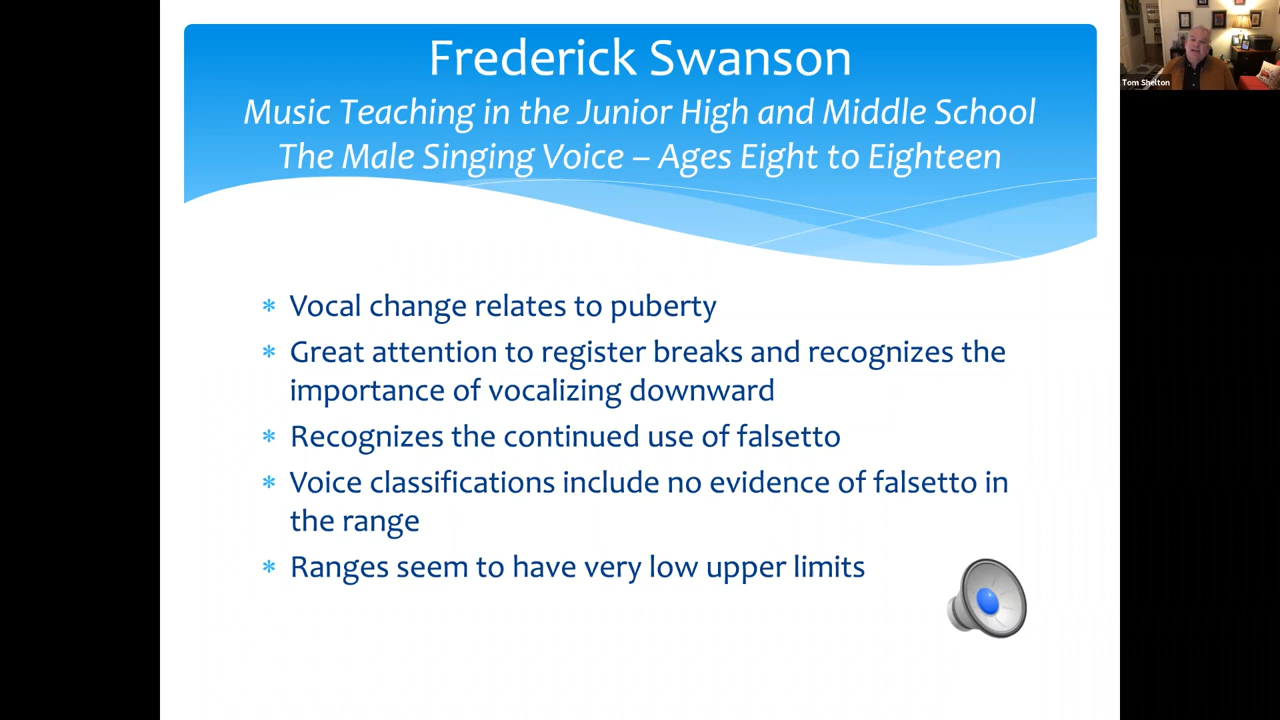 Frederick Swanson
Music Teaching in the Junior High and Middle School
The Male Singing Voice – Ages Eight to Eighteen
Tom Shelton
* Vocal change relates to puberty
* Great attention to register breaks and recognizes the
importance of vocalizing downward
* Recognizes the continued use of falsetto
* Voice classifications include no evidence of falsetto in
the range
* Ranges seem to have very low upper limits